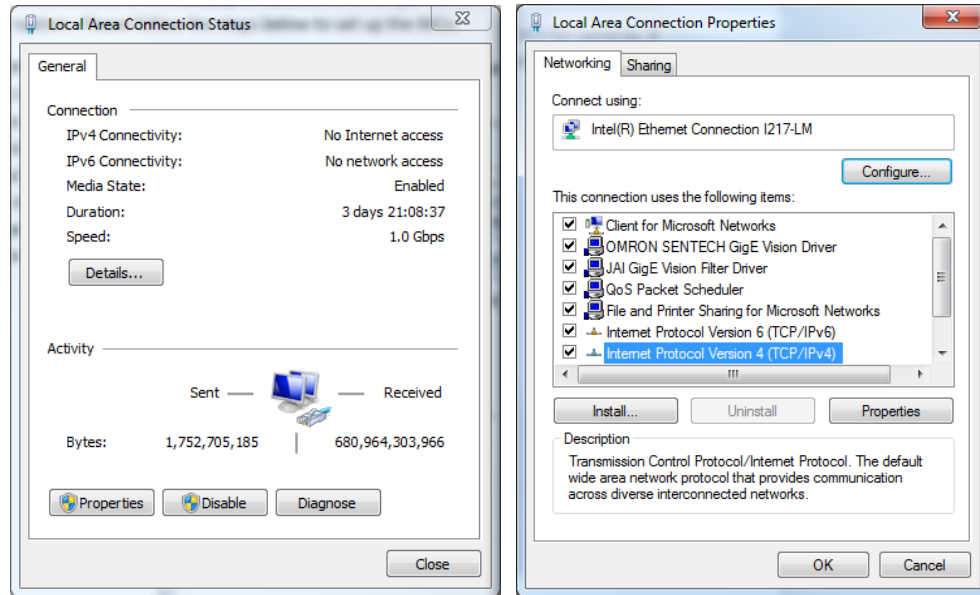 Local Area Connection Status
General
Connection
IPv4 Connectivity: No Internet access
IPv6 Connectivity: No network access
Media State: Enabled
Duration: 3 days 21:08:37
Speed: 1.0 Gbps
Details...
Activity
Sent Received
Bytes: 1,752,705,185 680,964,303,966
Properties Disable Diagnose
Close
Local Area Connection Properties
Networking Sharing
Connect using:
Intel(R) Ethernet Connection I217-LM
Configure...
This connection uses the following items:
Client for Microsoft Networks
OMRON SENTECH GigE Vision Driver
JAI GigE Vision Filter Driver
QoS Packet Scheduler
File and Printer Sharing for Microsoft Networks
Internet Protocol Version 6 (TCP/IPv6)
Internet Protocol Version 4 (TCP/IPv4)
Install... Uninstall Properties
Description
Transmission Control Protocol/Internet Protocol. The default
wide area network protocol that provides communication
across diverse interconnected networks.
OK Cancel